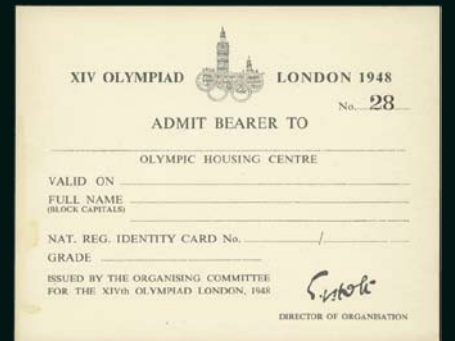 XIV OLYMPIAD LONDON 1948
No. 28
ADMIT BEARER TO
OLYMPIC HOUSING CENTRE
VALID ON
FULL NAME
(BLOCK CAPITALS)
NAT. REG. IDENTITY CARD No. /
GRADE
ISSUED BY THE ORGANISING COMMITTEE
FOR THE XIVth OLYMPIAD LONDON, 1948
DIRECTOR OF ORGANISATION